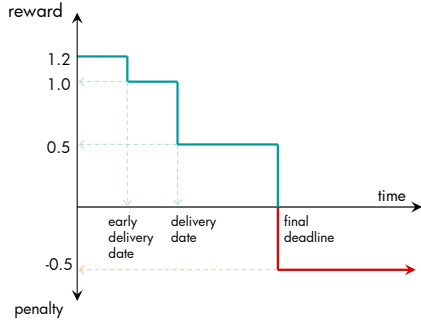 reward
1.2
1.0
0.5
time
early
delivery
date
delivery
date
final
deadline
-0.5
penalty